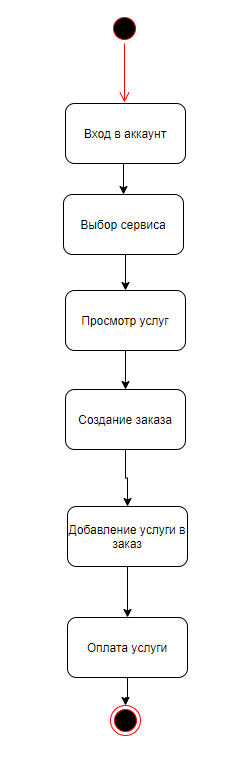 Вход в аккаунт
Выбор сервиса
Просмотр услуг
Создание заказа
Добавление услуги в
заказ
Оплата услуги